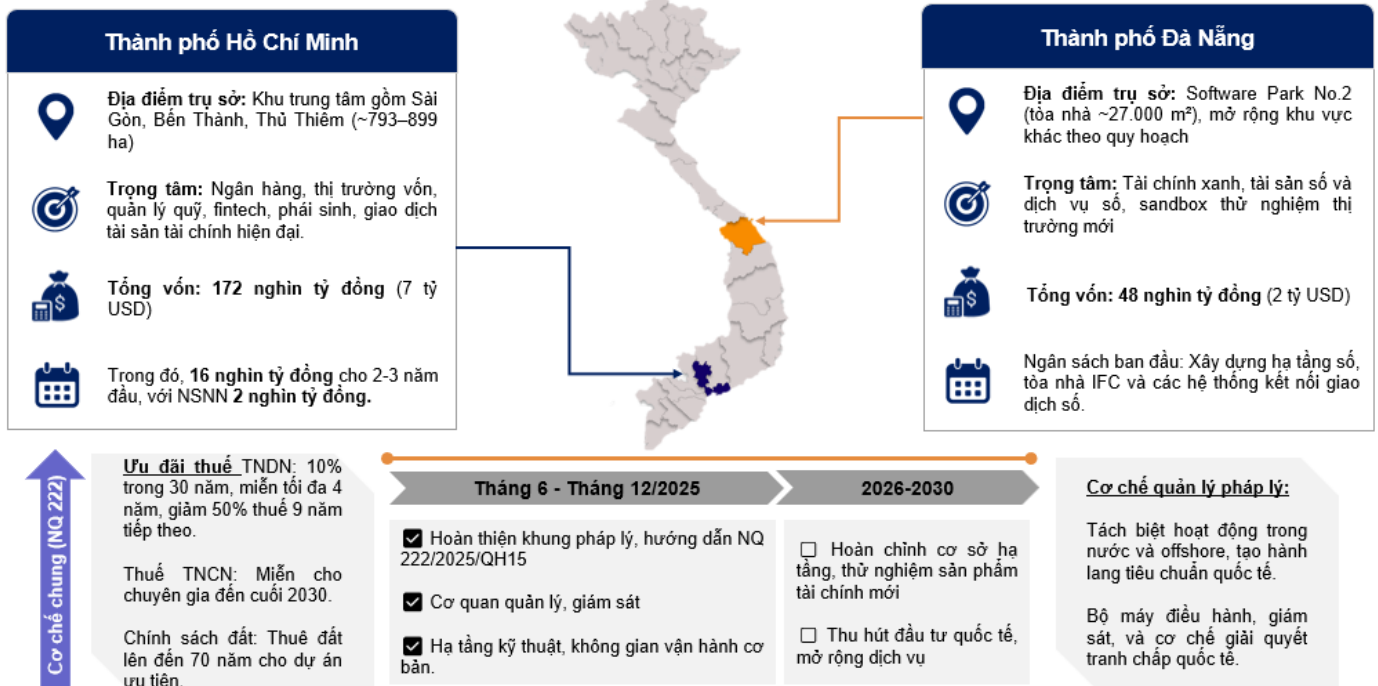 Thành phố Hồ Chí Minh
Địa điểm trụ sở: Khu trung tâm gồm Sài
Gòn, Bến Thành, Thủ Thiêm (~793–899
ha)
Trọng tâm: Ngân hàng, thị trường vốn,
quản lý quỹ, fintech, phái sinh, giao dịch
tài sản tài chính hiện đại.
Tổng vốn: 172 nghìn tỷ đồng (7 tỷ
USD)
Trong đó, 16 nghìn tỷ đồng cho 2-3 năm
đầu, với NSNN 2 nghìn tỷ đồng.
Thành phố Đà Nẵng
Địa điểm trụ sở: Software Park No.2
(tòa nhà ~27.000 m²), mở rộng khu vực
khác theo quy hoạch
Trọng tâm: Tài chính xanh, tài sản số và
dịch vụ số, sandbox thử nghiệm thị
trường mới
Tổng vốn: 48 nghìn tỷ đồng (2 tỷ USD)
Ngân sách ban đầu: Xây dựng hạ tầng số,
tòa nhà IFC và các hệ thống kết nối giao
dịch số.
Cơ chế chung (NQ 222)
Ưu đãi thuế TNDN: 10%
trong 30 năm, miễn tối đa 4
năm, giảm 50% thuế 9 năm
tiếp theo.
Thuế TNCN: Miễn cho
chuyên gia đến cuối 2030.
Chính sách đất: Thuê đất
lên đến 70 năm cho dự án
ưu tiên.
Tháng 6 - Tháng 12/2025
Hoàn thiện khung pháp lý, hướng dẫn NQ
222/2025/QH15
Cơ quan quản lý, giám sát
Hạ tầng kỹ thuật, không gian vận hành cơ
bản.
2026-2030
Hoàn chỉnh cơ sở hạ
tầng, thử nghiệm sản phẩm
tài chính mới
Thu hút đầu tư quốc tế,
mở rộng dịch vụ
Cơ chế quản lý pháp lý:
Tách biệt hoạt động trong
nước và offshore, tạo hành
lang tiêu chuẩn quốc tế.
Bộ máy điều hành, giám
sát, và cơ chế giải quyết
tranh chấp quốc tế.